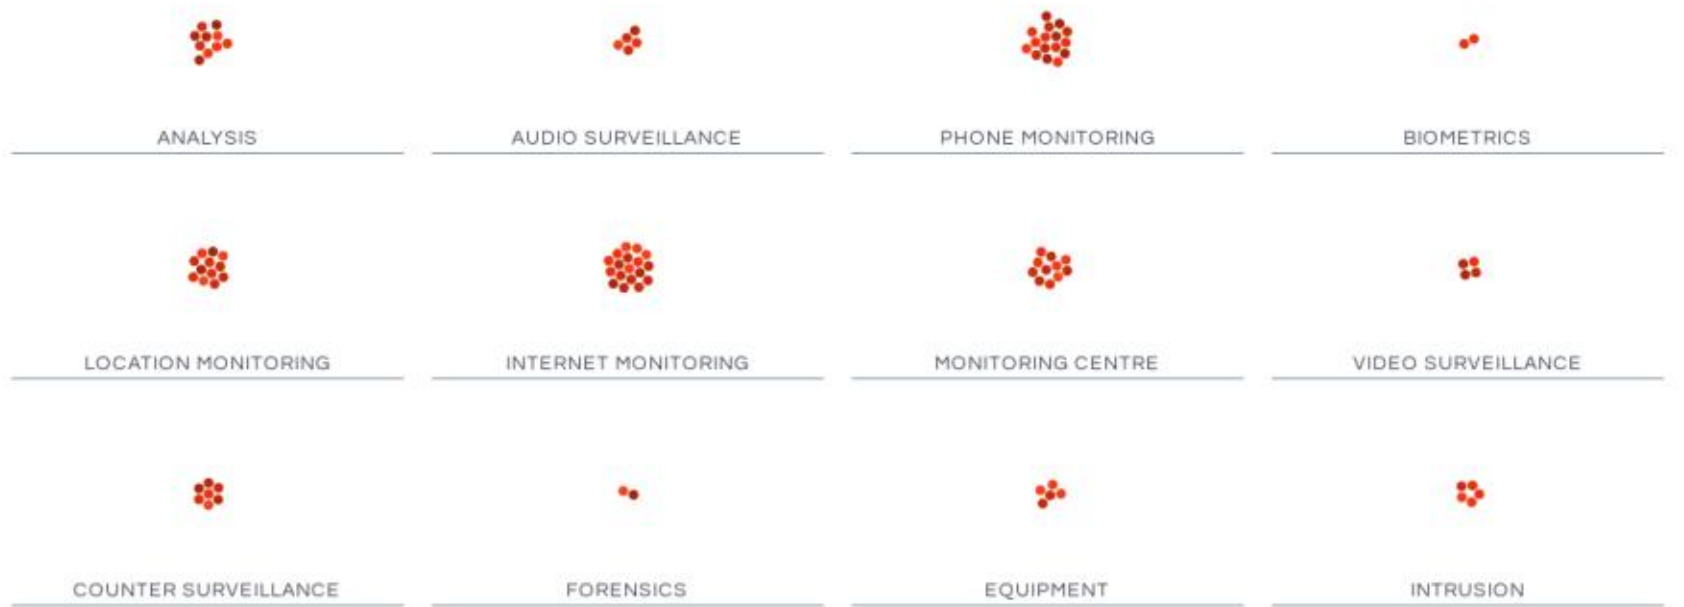 ANALYSIS
AUDIO SURVEILLANCE
PHONE MONITORING
BIOMETRICS
LOCATION MONITORING
INTERNET MONITORING
MONITORING CENTRE
VIDEO SURVEILLANCE
COUNTER SURVEILLANCE
FORENSICS
EQUIPMENT
INTRUSION